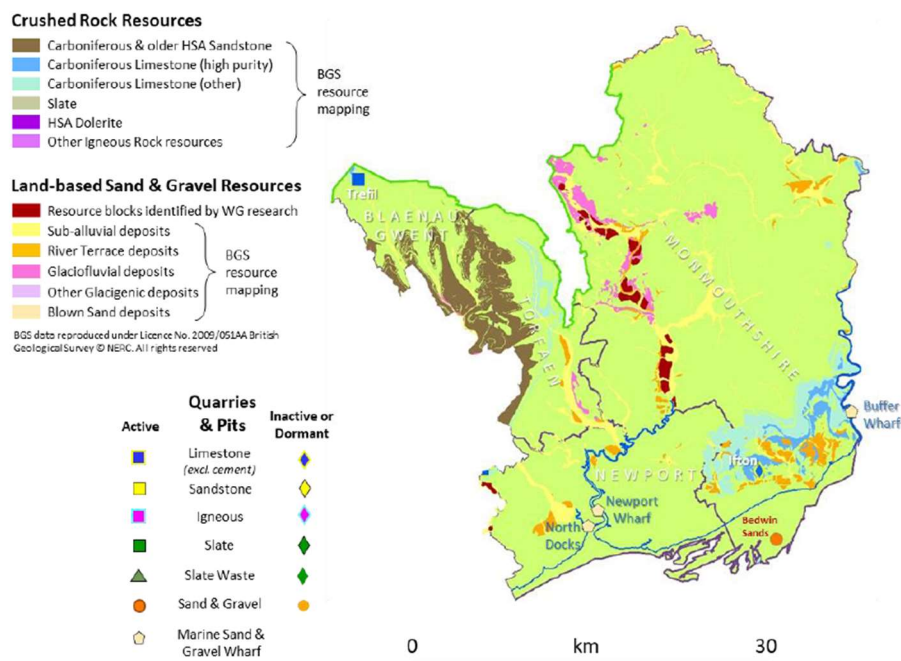 Crushed Rock Resources
Carboniferous & older HSA Sandstone
Carboniferous Limestone (high purity)
Carboniferous Limestone (other)
Slate
HSA Dolerite
Other Igneous Rock resources
BGS
resource
mapping
Land-based Sand & Gravel Resources
Resource blocks identified by WG research
Sub-alluvial deposits
River Terrace deposits
Glaciofluvial deposits
Other Glacigenic deposits
Blown Sand deposits
BGS
resource
mapping
BGS data reproduced under Licence No. 2009/051AA British
Geological Survey © NERC. All rights reserved
Active
Quarries
& Pits
Inactive or
Dormant
Limestone
(excl. cement)
Sandstone
Igneous
Slate
Slate Waste
Sand & Gravel
Marine Sand &
Gravel Wharf
Trefil
BLAENAU
GWENT
TORFAEN
MONMOUTHSHIRE
Buffer
Wharf
Ifton
NEWPORT
Newport
Wharf
North
Docks
Bedwin
Sands
0 km 30